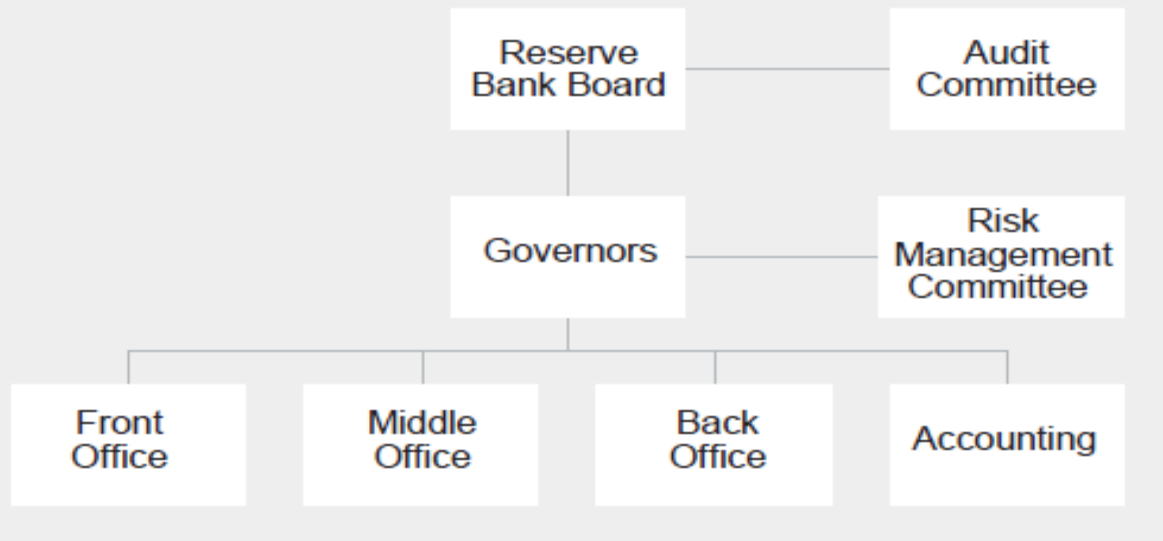 Reserve
Bank Board
Audit
Committee
Governors
Risk
Management
Committee
Front
Office
Middle
Office
Back
Office
Accounting